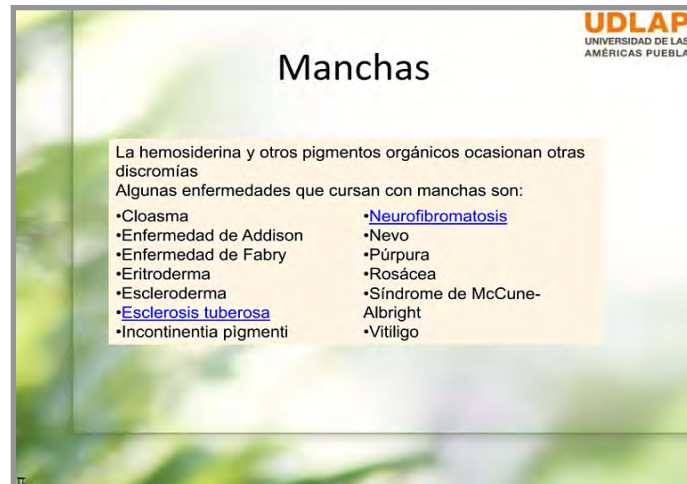 UDLAP
UNIVERSIDAD DE LAS
AMÉRICAS PUEBLA
Manchas
La hemosiderina y otros pigmentos orgánicos ocasionan otras
discromías
Algunas enfermedades que cursan con manchas son:
•Cloasma
•Enfermedad de Addison
•Enfermedad de Fabry
•Eritroderma
•Escleroderma
•Esclerosis tuberosa
•Incontinentia pìgmenti
•Neurofibromatosis
•Nevo
•Púrpura
•Rosácea
•Síndrome de McCune-
Albright
•Vitiligo